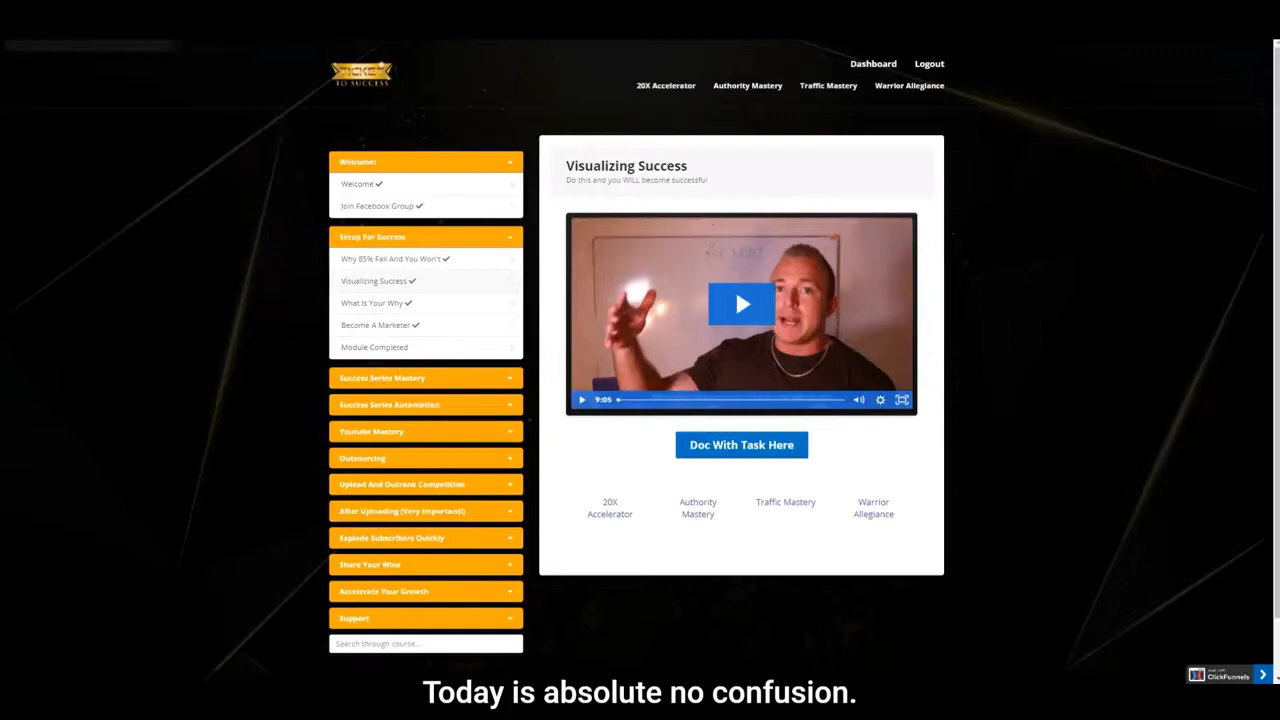 TICKET
TO SUCCESS
Dashboard
Logout
20X Accelerator
Authority Mastery
Traffic Mastery
Warrior Allegiance
Welcome!
Welcome
Join Facebook Group
Setup For Success
Why 85% Fail And You Won't
Visualizing Success
What Is Your Why
Become A Marketer
Module Completed
Success Series Mastery
Success Series Automation
Youtube Mastery
Outsourcing
Upload And Outrank Competition
After Uploading (Very Important!)
Explode Subscribers Quickly
Share Your Wins
Accelerate Your Growth
Support
Search through course...
Visualizing Success
Do this and you WILL become successful
9:05
Doc With Task Here
20X
Accelerator
Authority
Mastery
Traffic Mastery
Warrior
Allegiance
ClickFunnels
Today is absolute no confusion.